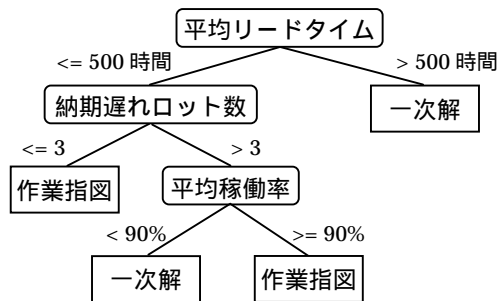 平均リードタイム
<= 500 時間
> 500 時間
納期遅れロット数
一次解
<= 3
> 3
作業指図
平均稼働率
< 90%
>= 90%
一次解
作業指図